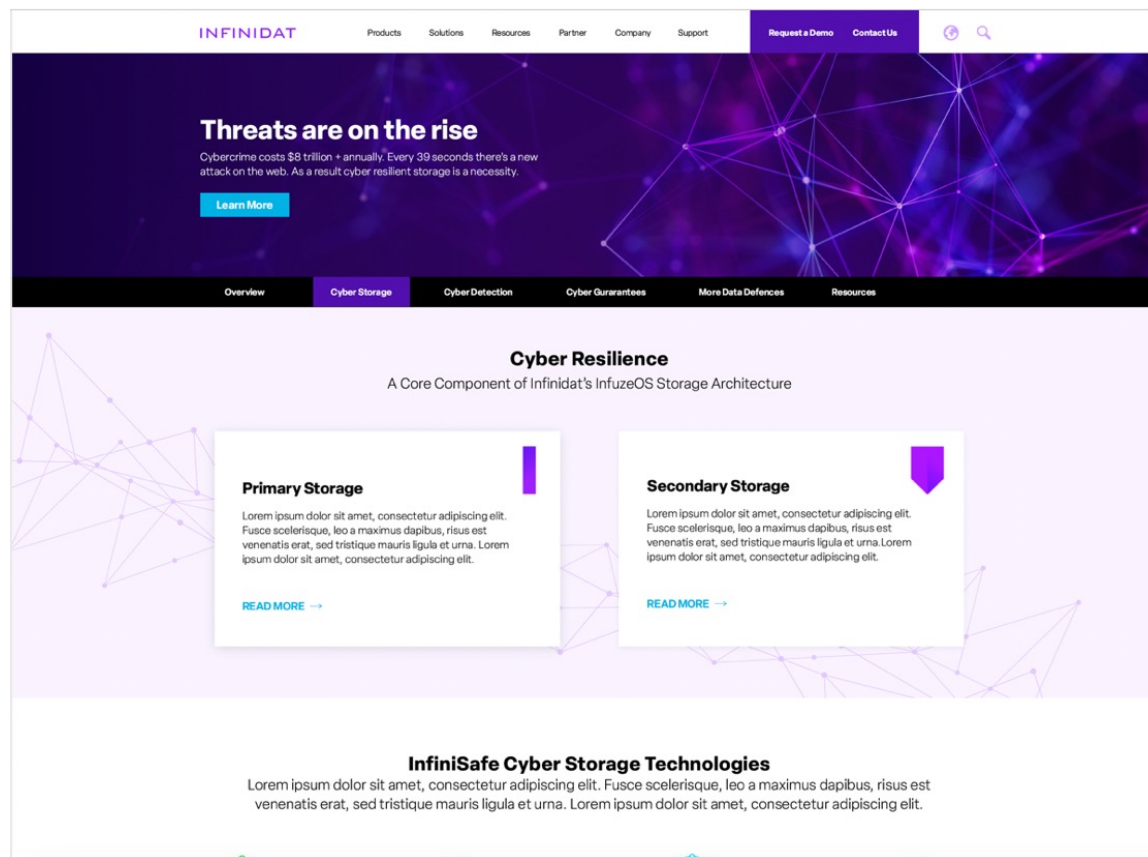 INFINIDAT
Products Solutions Resources Partner Company Support Request a Demo Contact Us
Threats are on the rise
Cybercrime costs $8 trillion + annually. Every 39 seconds there's a new
attack on the web. As a result cyber resilient storage is a necessity.
Learn More
Overview Cyber Storage Cyber Detection Cyber Gurarantees More Data Defences Resources
Cyber Resilience
A Core Component of Infinidat's InfuzeOS Storage Architecture
Primary Storage
Lorem ipsum dolor sit amet, consectetur adipiscing elit.
Fusce scelerisque, leo a maximus dapibus, risus est
venenatis erat, sed tristique mauris ligula et urna. Lorem
ipsum dolor sit amet, consectetur adipiscing elit.
READ MORE →
Secondary Storage
Lorem ipsum dolor sit amet, consectetur adipiscing elit.
Fusce scelerisque, leo a maximus dapibus, risus est
venenatis erat, sed tristique mauris ligula et urna.Lorem
ipsum dolor sit amet, consectetur adipiscing elit.
READ MORE →
InfiniSafe Cyber Storage Technologies
Lorem ipsum dolor sit amet, consectetur adipiscing elit. Fusce scelerisque, leo a maximus dapibus, risus est
venenatis erat, sed tristique mauris ligula et urna. Lorem ipsum dolor sit amet, consectetur adipiscing elit.